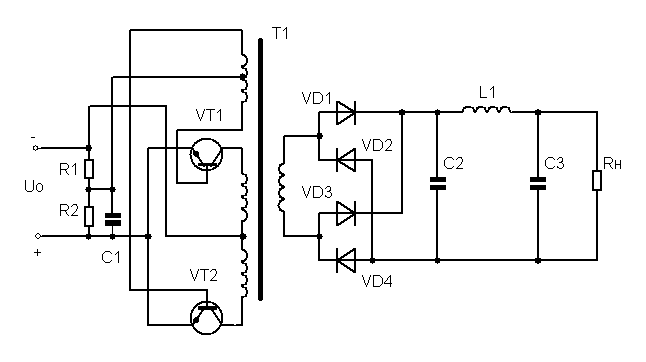 T1
VT1
VD1
L1
VD2
-
R1
Uo
R2
+
C1
VD3
C2
C3
Rн
VT2
VD4